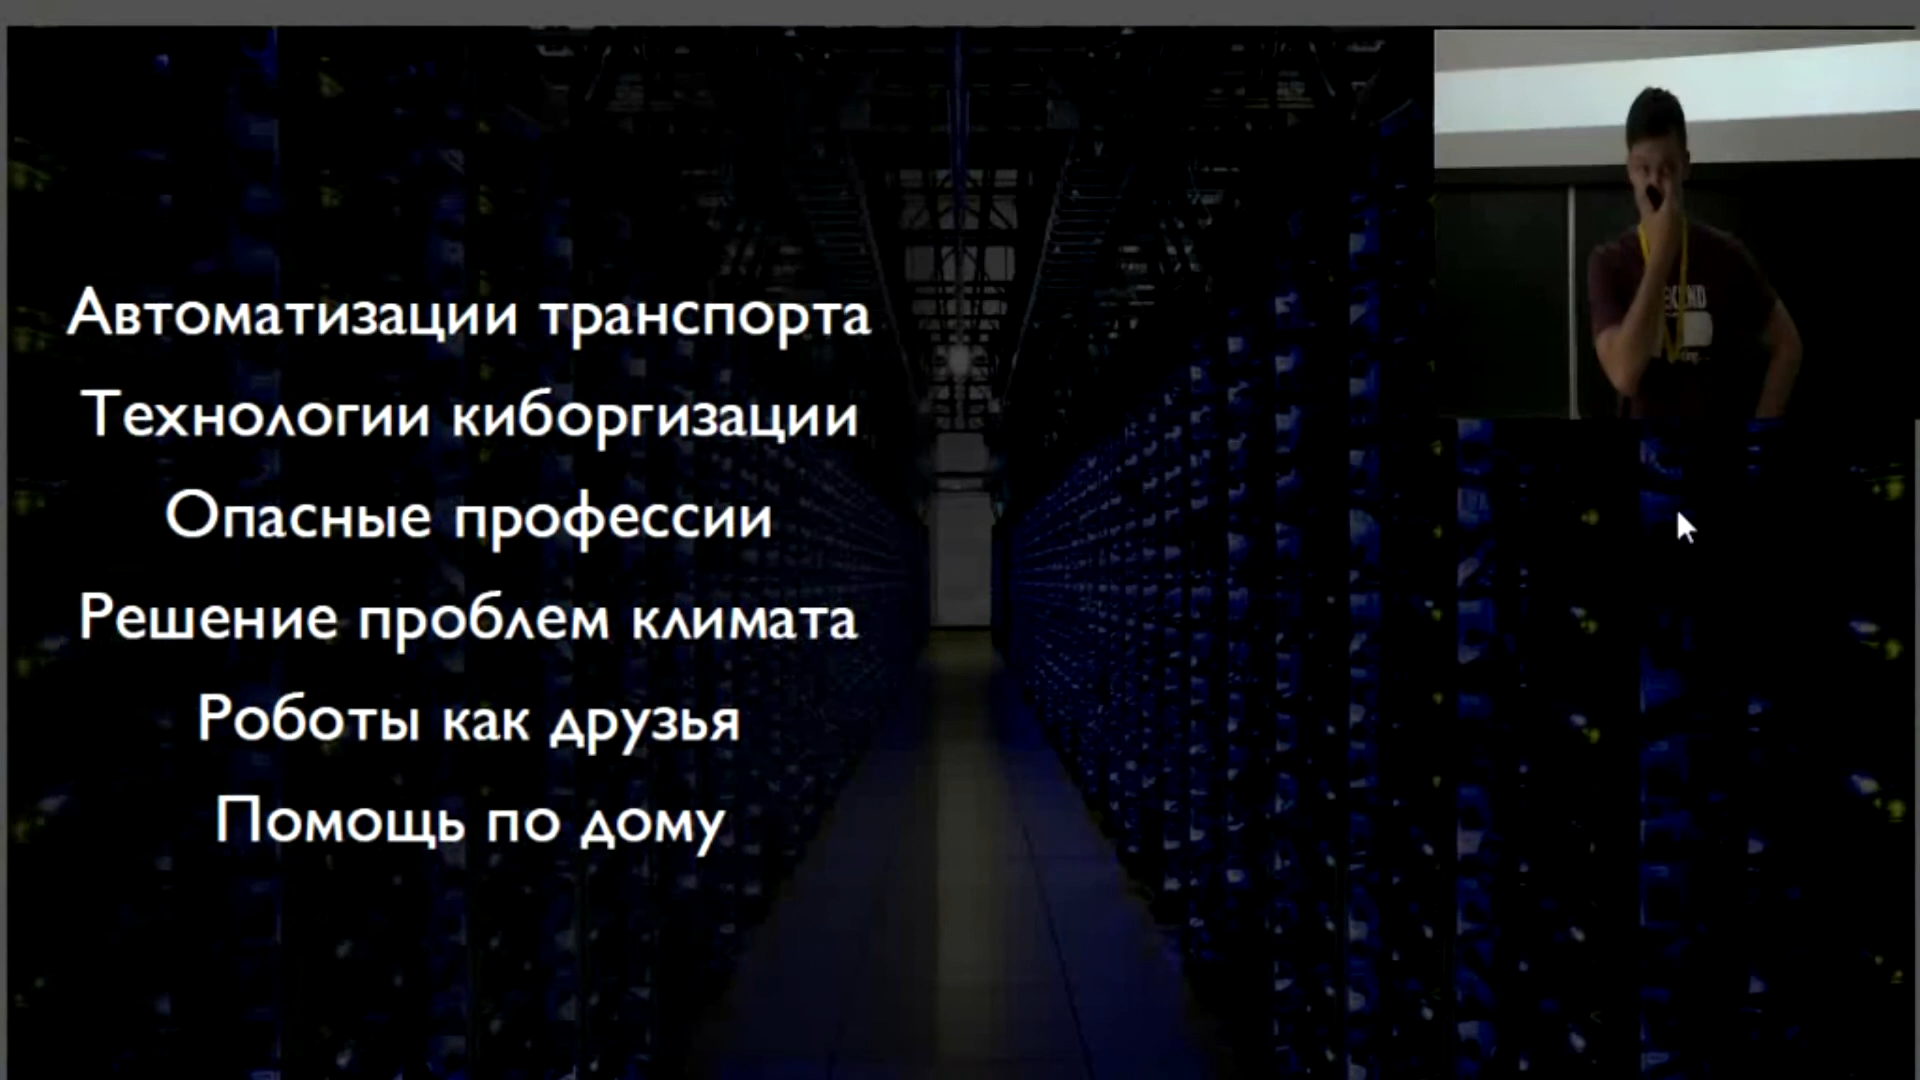 Автоматизации транспорта
Технологии киборгизации
Опасные профессии
Решение проблем климата
Роботы как друзья
Помощь по дому